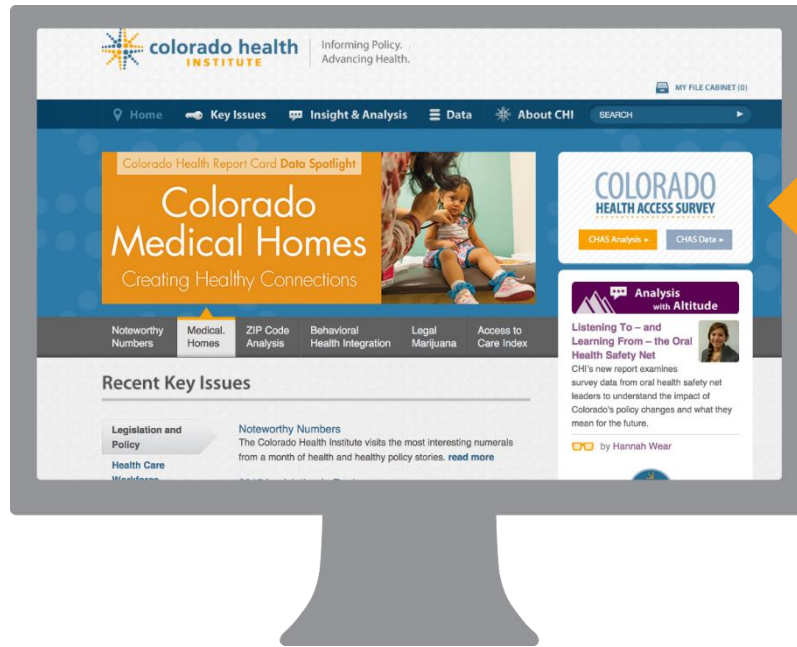 colorado health
INSTITUTE
Informing Policy.
Advancing Health.
MY FILE CABINET (0)
Home
Key Issues
Insight & Analysis
Data
About CHI
SEARCH
Colorado Health Report Card Data Spotlight
Colorado
Medical Homes
Creating Healthy Connections
COLORADO
HEALTH ACCESS SURVEY
CHAS Analysis
CHAS Data
Noteworthy
Numbers
Medical.
Homes
ZIP Code
Analysis
Behavioral
Health Integration
Legal
Marijuana
Access to
Care Index
Analysis
with Altitude
Listening To – and
Learning From – the Oral
Health Safety Net
CHI's new report examines
survey data from oral health safety net
leaders to understand the impact of
Colorado's policy changes and what they
mean for the future.
by Hannah Wear
Recent Key Issues
Legislation and
Policy
Health Care
Noteworthy Numbers
The Colorado Health Institute visits the most interesting numerals
from a month of health and healthy policy stories. read more